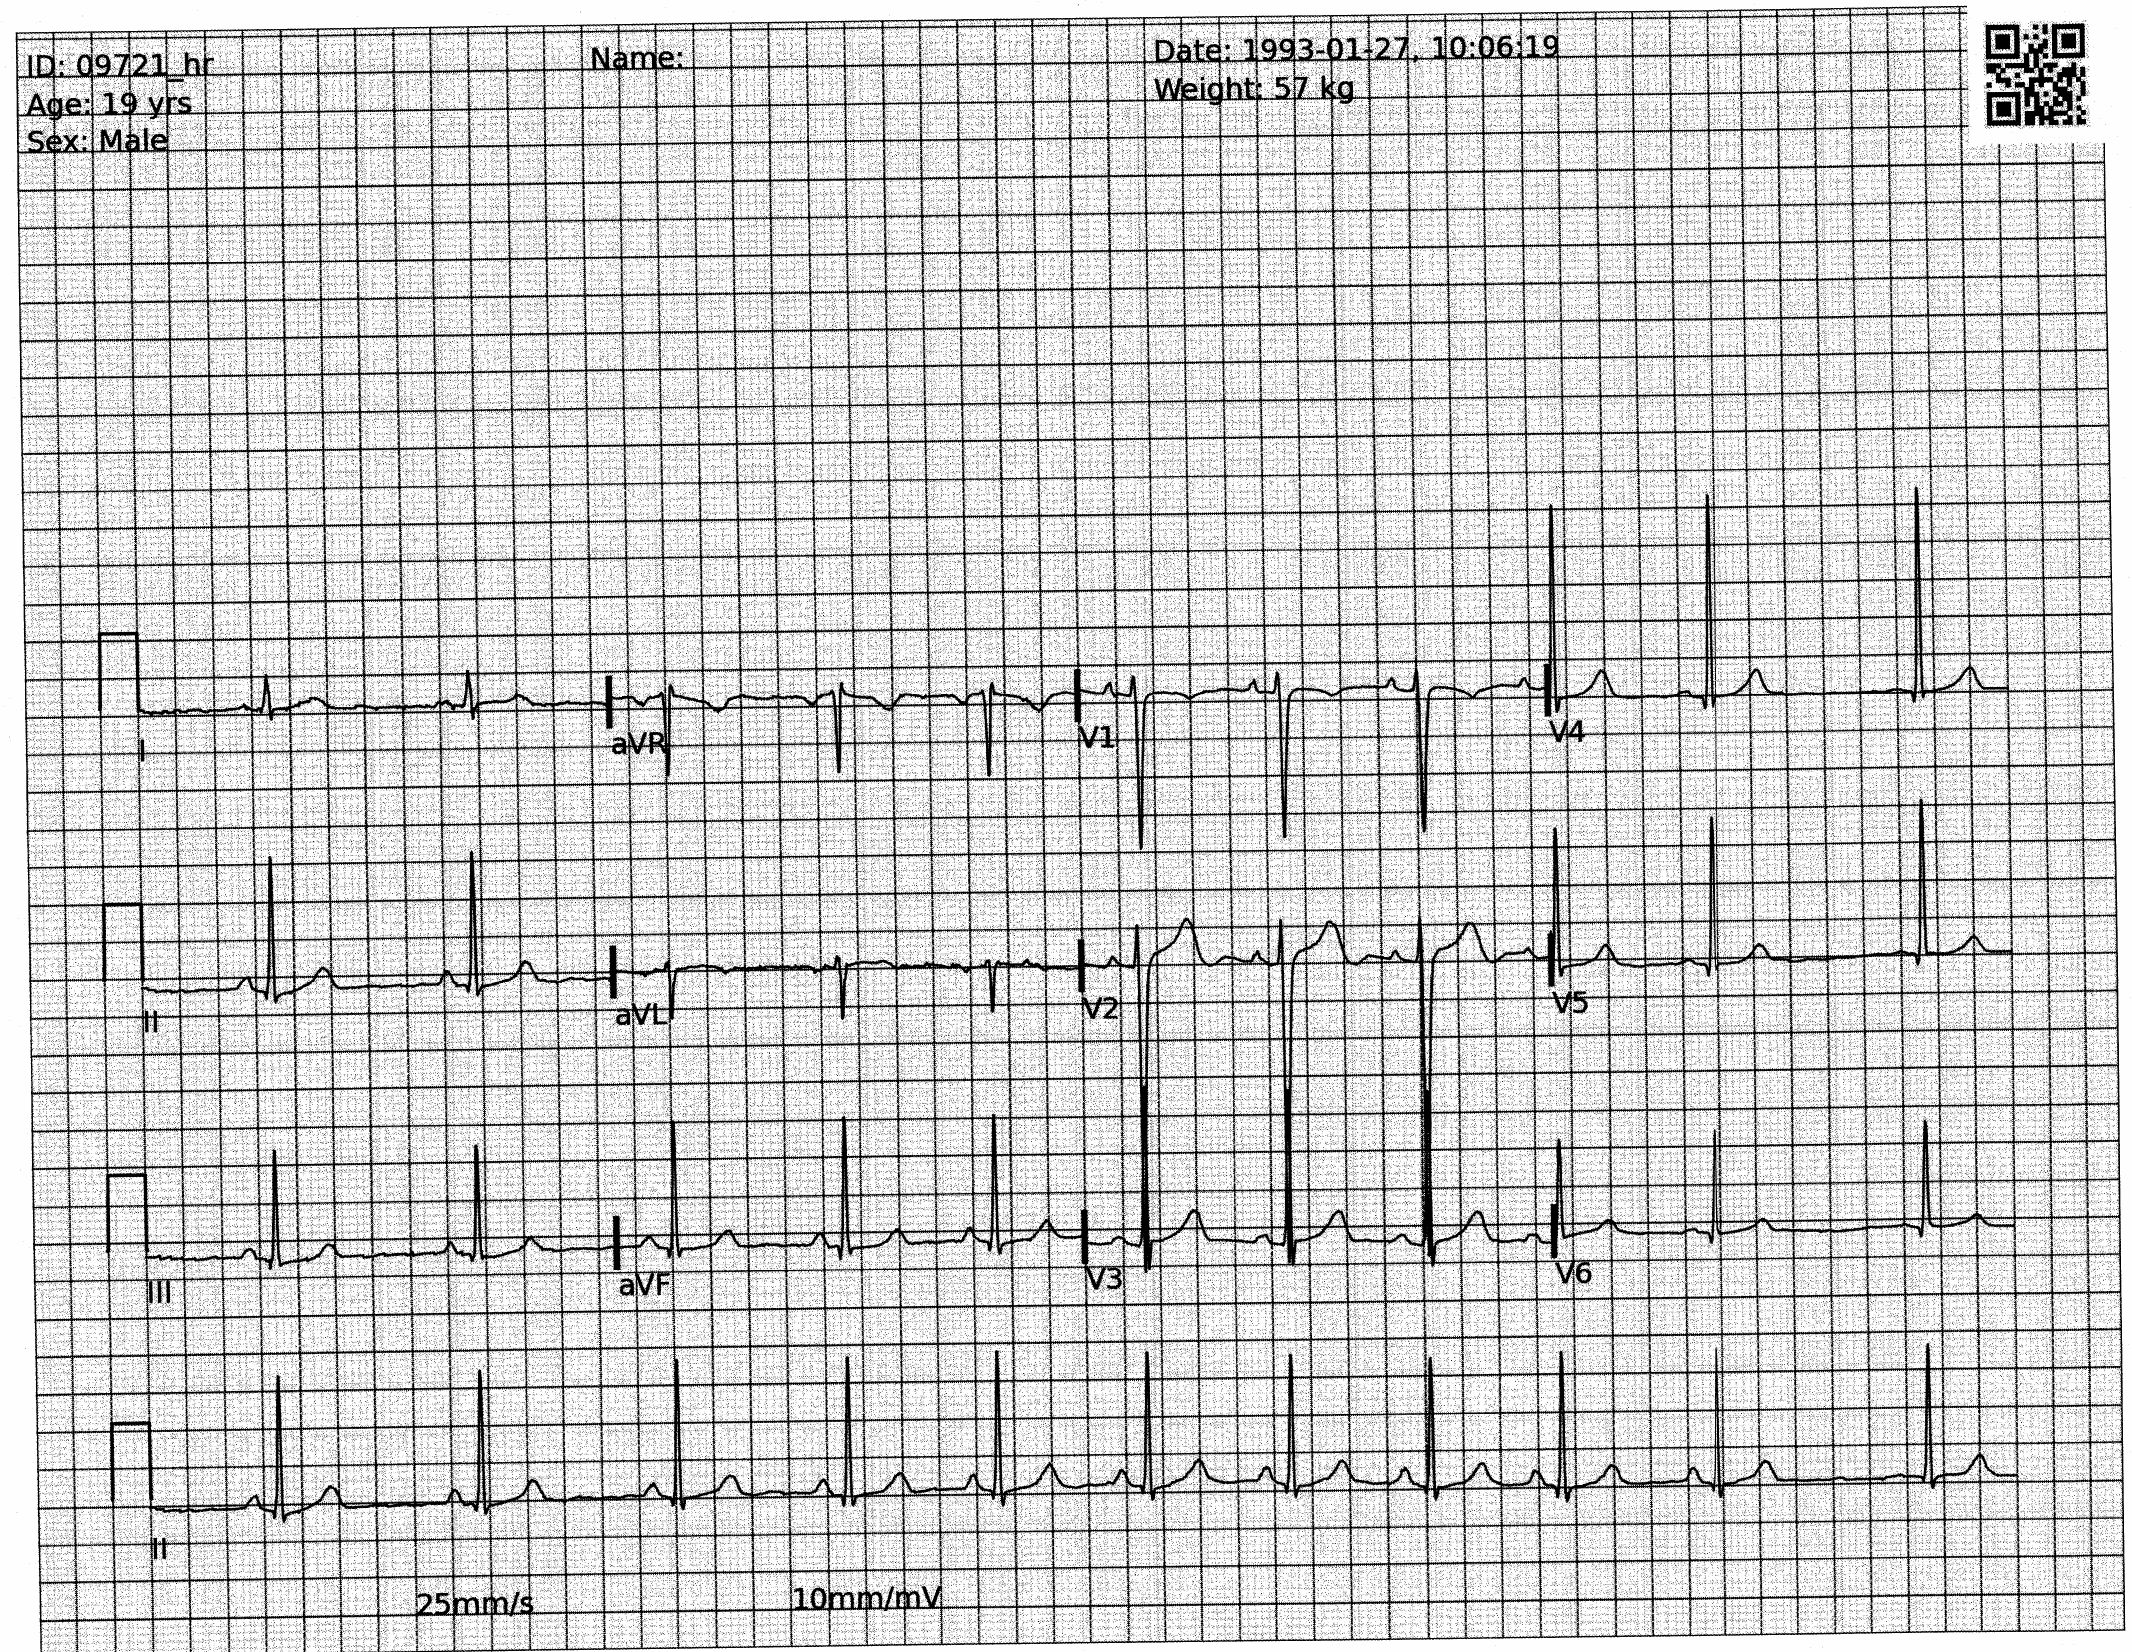 ID: 09721_hr
Name:
Date: 1993-01-27, 10:06:19
Age: 19 yrs
Weight: 57 kg
Sex: Male
I
aVR
V1
V4
II
aVL
V2
V5
III
aVF
V3
V6
II
25mm/s
10mm/mV